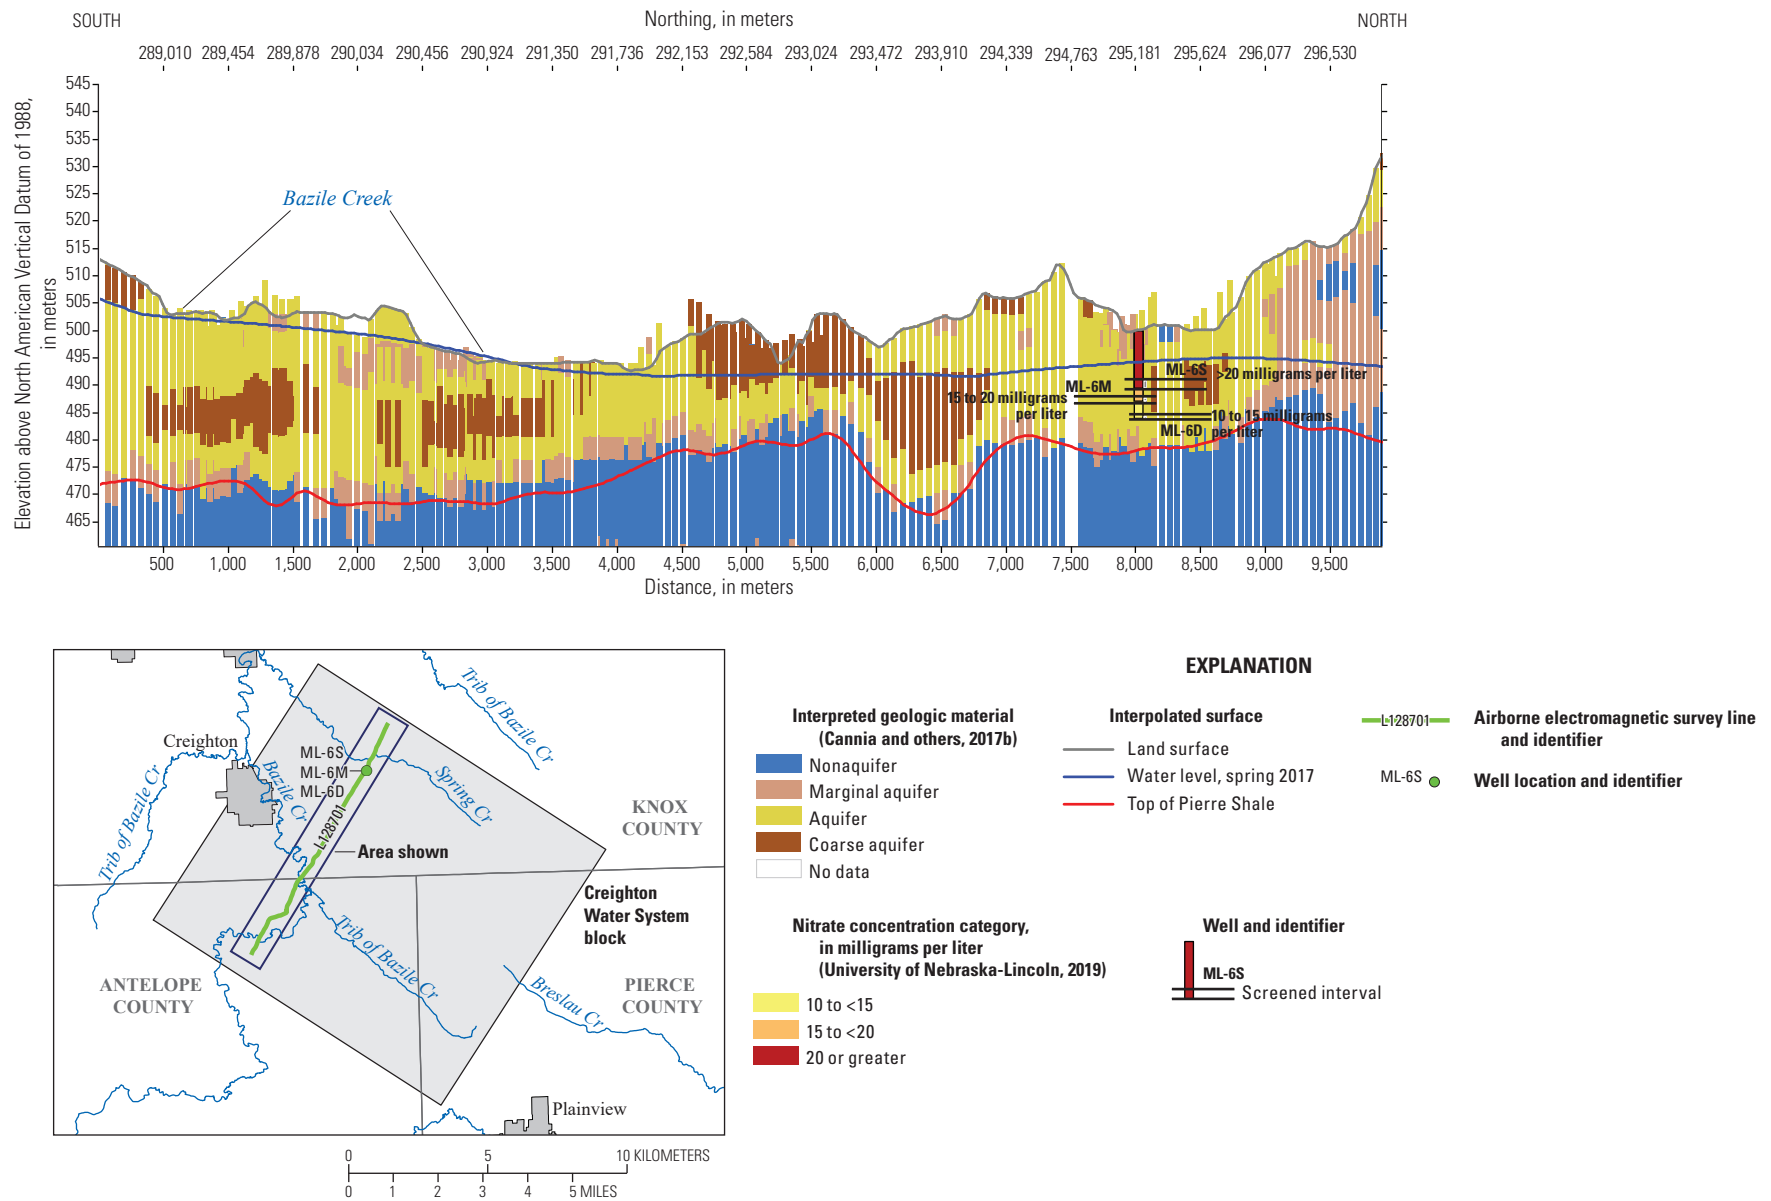 SOUTH
Northing, in meters
NORTH
289,010 289,454 289,878 290,034 290,456 290,924 291,350 291,736 292,153 292,584 293,024 293,472 293,910 294,339 294,763 295,181 295,624 296,077 296,530
Elevation above North American Vertical Datum of 1988,
in meters
545
540
535
530
525
520
515
510
505
500
495
490
485
480
475
470
465
Bazile Creek
ML-6S
>20 milligrams per liter
ML-6M
15 to 20 milligrams
per liter
10 to 15 milligrams
per liter
ML-6D
500 1,000 1,500 2,000 2,500 3,000 3,500 4,000 4,500 5,000 5,500 6,000 6,500 7,000 7,500 8,000 8,500 9,000 9,500
Distance, in meters
Trib of Bazile Cr
Creighton
ML-6S
ML-6M
ML-6D
Bazile Cr
Spring Cr
Trib of Bazile Cr
L128701
KNOX
COUNTY
Area shown
Creighton
Water System
block
Trib of Bazile Cr
Breslau Cr
ANTELOPE
COUNTY
PIERCE
COUNTY
Plainview
0 5 10 KILOMETERS
0 1 2 3 4 5 MILES
EXPLANATION
Interpreted geologic material
(Cannia and others, 2017b)
Nonaquifer
Marginal aquifer
Aquifer
Coarse aquifer
No data
Interpolated surface
Land surface
Water level, spring 2017
Top of Pierre Shale
L128701
Airborne electromagnetic survey line
and identifier
ML-6S
Well location and identifier
Nitrate concentration category,
in milligrams per liter
(University of Nebraska-Lincoln, 2019)
10 to <15
15 to <20
20 or greater
Well and identifier
ML-6S
Screened interval